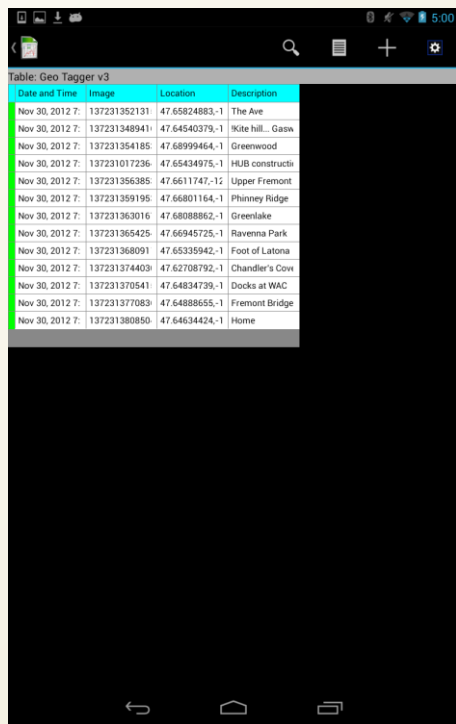 5:00
Table: Geo Tagger v3
Date and Time Image Location Description
Nov 30, 2012 7: 137231352131 47.65824883,-1 The Ave
Nov 30, 2012 7: 13723134894 47.64540379,-1 !Kite hill... Gasw
Nov 30, 2012 7: 137231354185 47.68999464,-1 Greenwood
Nov 30, 2012 7: 137231017236 47.65434975,-1 HUB constructi
Nov 30, 2012 7: 137231356385 47.6611747,-12 Upper Fremont
Nov 30, 2012 7: 137231359195 47.66801164,-1 Phinney Ridge
Nov 30, 2012 7: 137231363016 47.68088862,-1 Greenlake
Nov 30, 2012 7: 137231365425 47.66945725,-1 Ravenna Park
Nov 30, 2012 7: 137231368091 47.65335942,-1 Foot of Latona
Nov 30, 2012 7: 13723137440 47.62708792,-1 Chandler's Cove
Nov 30, 2012 7: 137231370541 47.64834739,-1 Docks at WAC
Nov 30, 2012 7: 13723137708 47.64888655,-1 Fremont Bridge
Nov 30, 2012 7: 137231380850 47.64634424,-1 Home